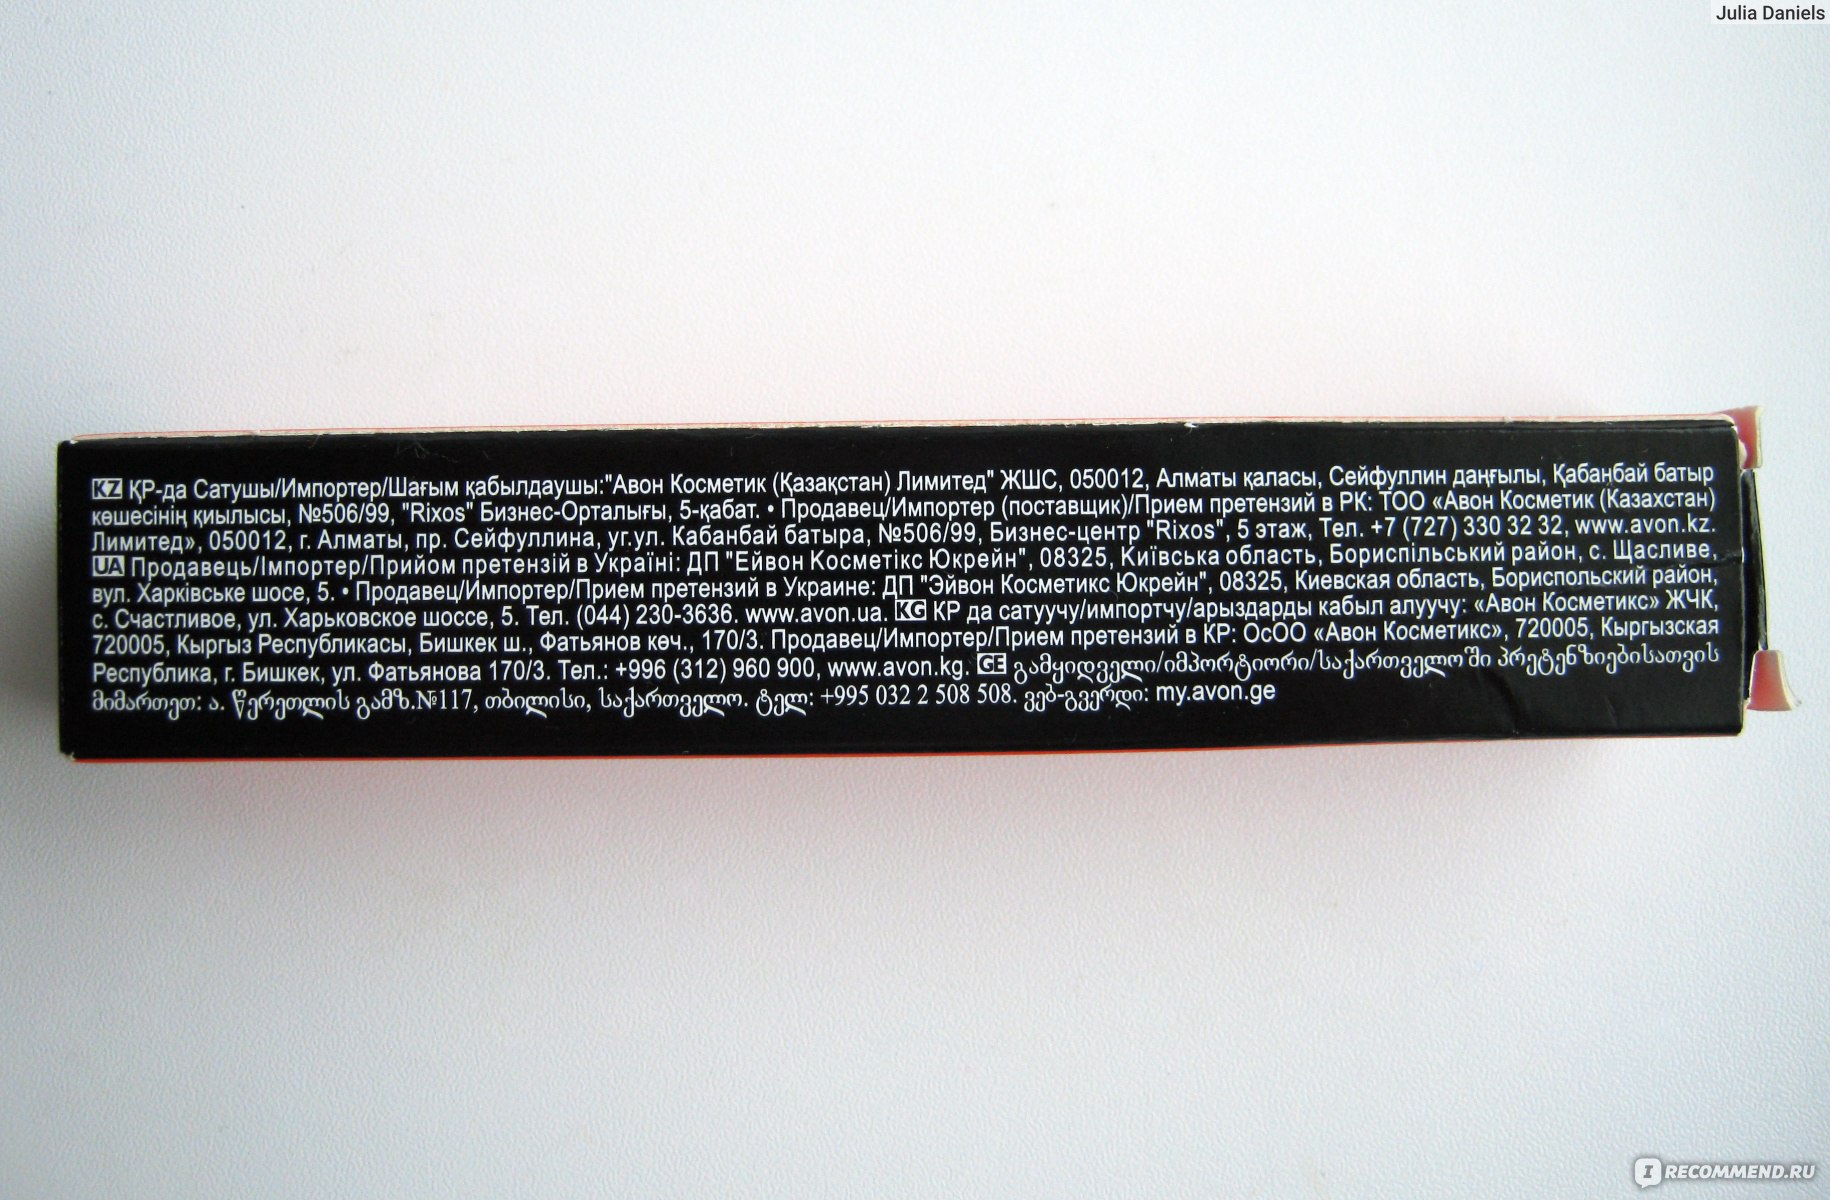 Julia Daniels
KZ ҚР-да Сатушы/Импортер/Шағым қабылдаушы:"Авон Косметик (Қазақстан) Лимитед" ЖШС, 050012, Алматы қаласы, Сейфуллин даңғылы, Қабаңбай батыр
көшесінің қиылысы, №506/99, "Rixos" Бизнес-Орталығы, 5-қабат. • Продавец/Импортер (поставщик)/Прием претензий в РК: ТОО «Авон Косметик (Казахстан)
Лимитед», 050012, г. Алматы, пр. Сейфуллина, уг.ул. Кабанбай батыра, №506/99, Бизнес-центр "Rixos", 5 этаж, Тел. +7 (727) 330 32 32, www.avon.kz.
UA Продавець/Імпортер/Прийом претензій в Україні: ДП "Ейвон Косметікс Юкрейн", 08325, Київська область, Бориспільський район, с. Щасливе,
вул. Харківське шосе, 5. • Продавец/Импортер/Прием претензий в Украине: ДП "Эйвон Косметикс Юкрейн", 08325, Киевская область, Бориспольский район,
с. Счастливое, ул. Харьковское шоссе, 5. Тел. (044) 230-3636. www.avon.ua. KG КР да сатуучу/импортчу/арыздарды кабыл алуучу: «Авон Косметикс» ЖЧК,
720005, Кыргыз Республикасы, Бишкек ш., Фатьянов көч., 170/3. Продавец/Импортер/Прием претензий в КР: ОсОО «Авон Косметикс», 720005, Кыргызская
Республика, г. Бишкек, ул. Фатьянова 170/3. Тел.: +996 (312) 960 900, www.avon.kg. GE გამყიდველი/იმპორტიორი/საქართველოში პრეტენზიებისათვის
მიმართეთ: ა. წერეთლის გამზ.№117, თბილისი, საქართველო. ტელ: +995 032 2 508 508. ვებ-გვერდი: my.avon.ge
IRECOMMEND.RU